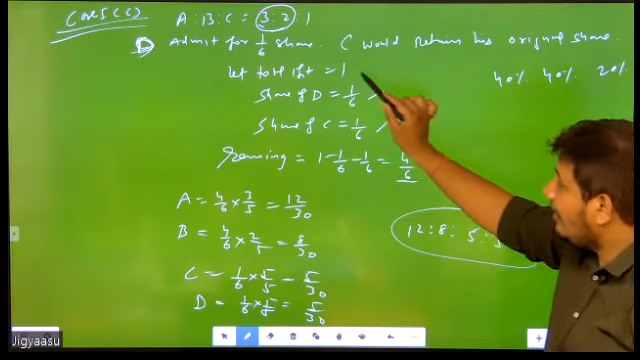 Case 5 (C) A : B : C = 3 : 2 : 1
D Admit for 1/6 share. C would Retain his original share.
let total ift = 1
40% 40% 20%
share of D = 1/6
share of C = 1/6
Remaining = 1 - 1/6 - 1/6 = 4/6
A = 4/6 × 3/5 = 12/30
B = 4/6 × 2/5 = 8/30
12 : 8 : 5 : 5
C = 1/6 × 5/5 = 5/30
D = 1/6 × 5/5 = 5/30
Jigyaasu